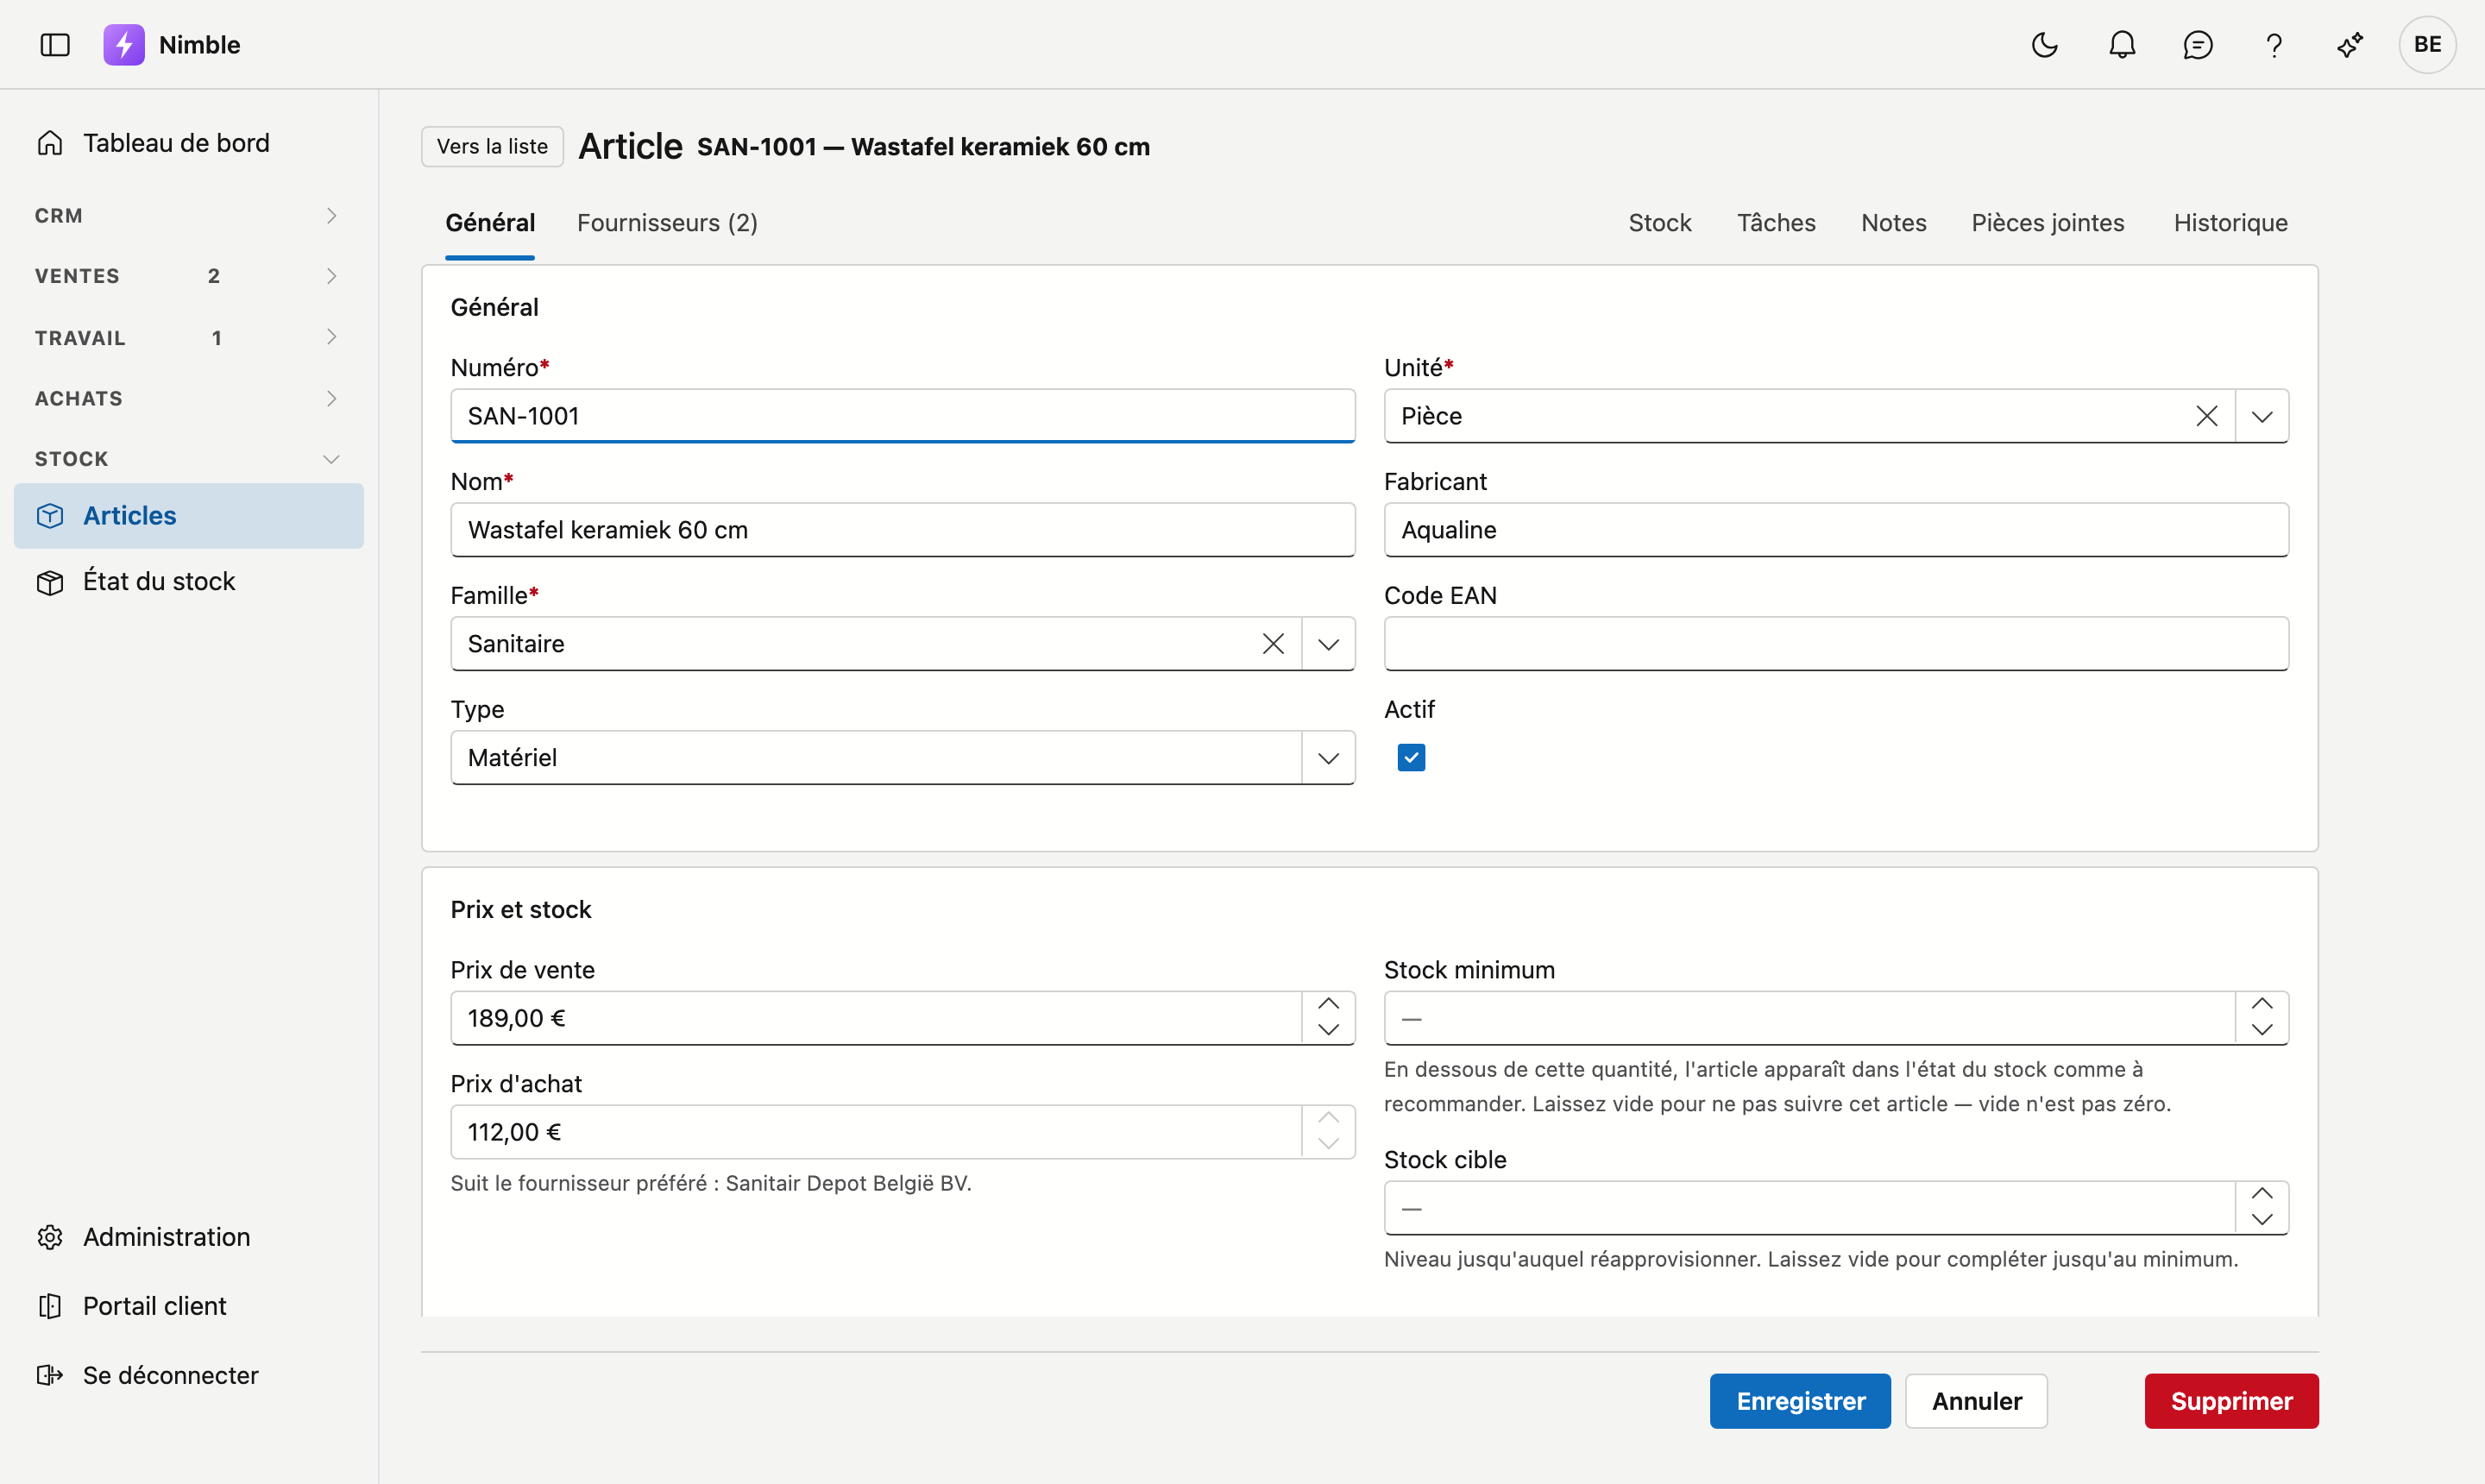 Nimble
BE
Tableau de bord
CRM
VENTES 2
TRAVAIL 1
ACHATS
STOCK
Articles
État du stock
Administration
Portail client
Se déconnecter
Vers la liste
Article SAN-1001 — Wastafel keramiek 60 cm
Général
Fournisseurs (2)
Stock
Tâches
Notes
Pièces jointes
Historique
Général
Numéro*
SAN-1001
Nom*
Wastafel keramiek 60 cm
Famille*
Sanitaire
Type
Matériel
Unité*
Pièce
Fabricant
Aqualine
Code EAN
Actif
Prix et stock
Prix de vente
189,00 €
Prix d'achat
112,00 €
Suit le fournisseur préféré : Sanitair Depot België BV.
Stock minimum
—
En dessous de cette quantité, l'article apparaît dans l'état du stock comme à
recommander. Laissez vide pour ne pas suivre cet article — vide n'est pas zéro.
Stock cible
—
Niveau jusqu'auquel réapprovisionner. Laissez vide pour compléter jusqu'au minimum.
Enregistrer
Annuler
Supprimer